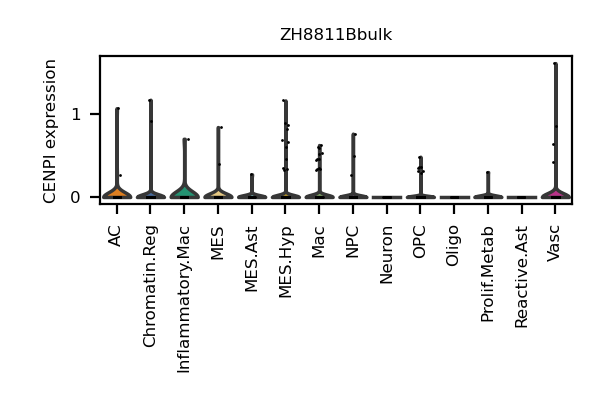 ZH8811Bbulk
CENPI expression
1
0
AC
Chromatin.Reg
Inflammatory.Mac
MES
MES.Ast
MES.Hyp
Mac
NPC
Neuron
OPC
Oligo
Prolif.Metab
Reactive.Ast
Vasc